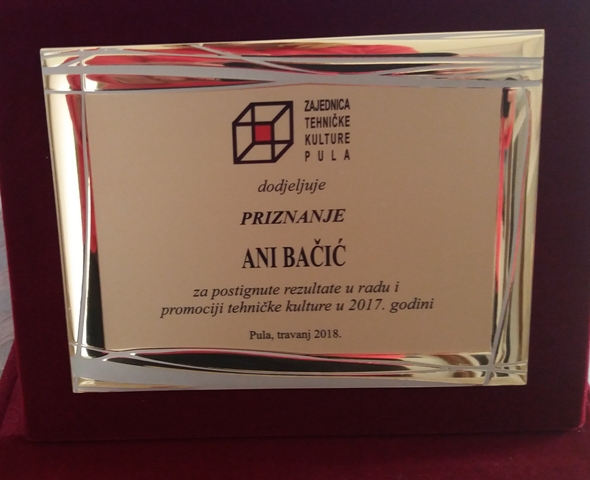 ZAJEDNICA
TEHNIČKE
KULTURE
PULA
dodjeljuje
PRIZNANJE
ANI BAČIĆ
za postignute rezultate u radu i
promociji tehničke kulture u 2017. godini
Pula, travanj 2018.